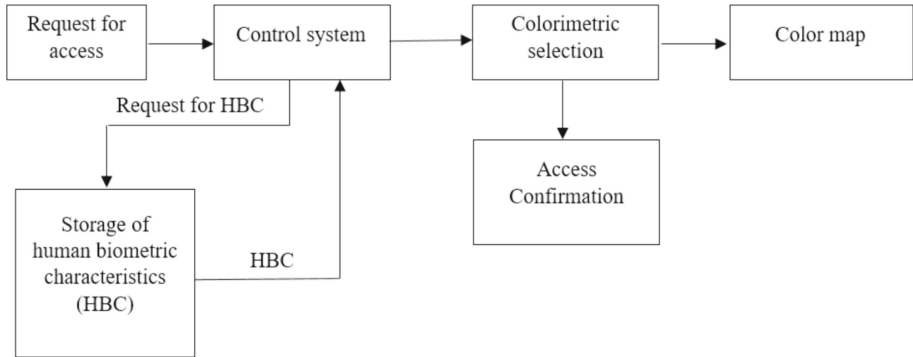 Request for
access
Control system
Colorimetric
selection
Color map
Request for HBC
Access
Confirmation
Storage of
human biometric
characteristics
(HBC)
HBC